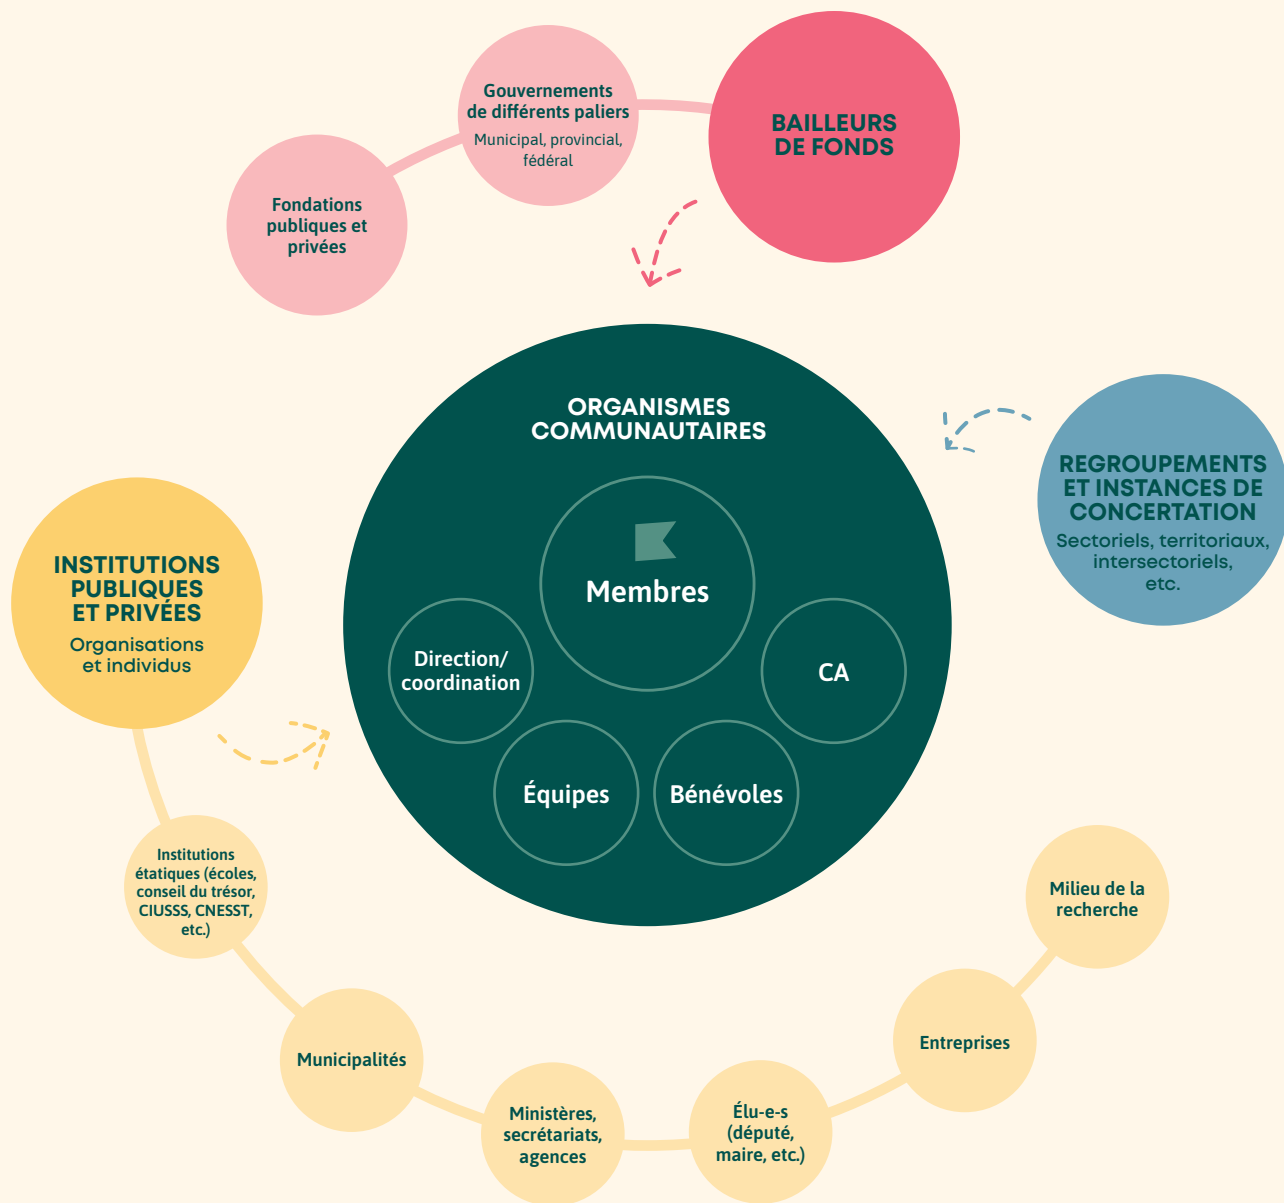 Gouvernements
de différents paliers
Municipal, provincial,
fédéral
BAILLEURS
DE FONDS
Fondations
publiques et
privées
ORGANISMES
COMMUNAUTAIRES
REGROUPEMENTS
ET INSTANCES DE
CONCERTATION
Sectoriels, territoriaux,
intersectoriels,
etc.
INSTITUTIONS
PUBLIQUES
ET PRIVÉES
Organisations
et individus
Membres
Direction/
coordination
CA
Équipes
Bénévoles
Institutions
étatiques (écoles,
conseil du trésor,
CIUSSS, CNESST,
etc.)
Municipalités
Ministères,
secrétariats,
agences
Élu-e-s
(député,
maire, etc.)
Entreprises
Milieu de la
recherche